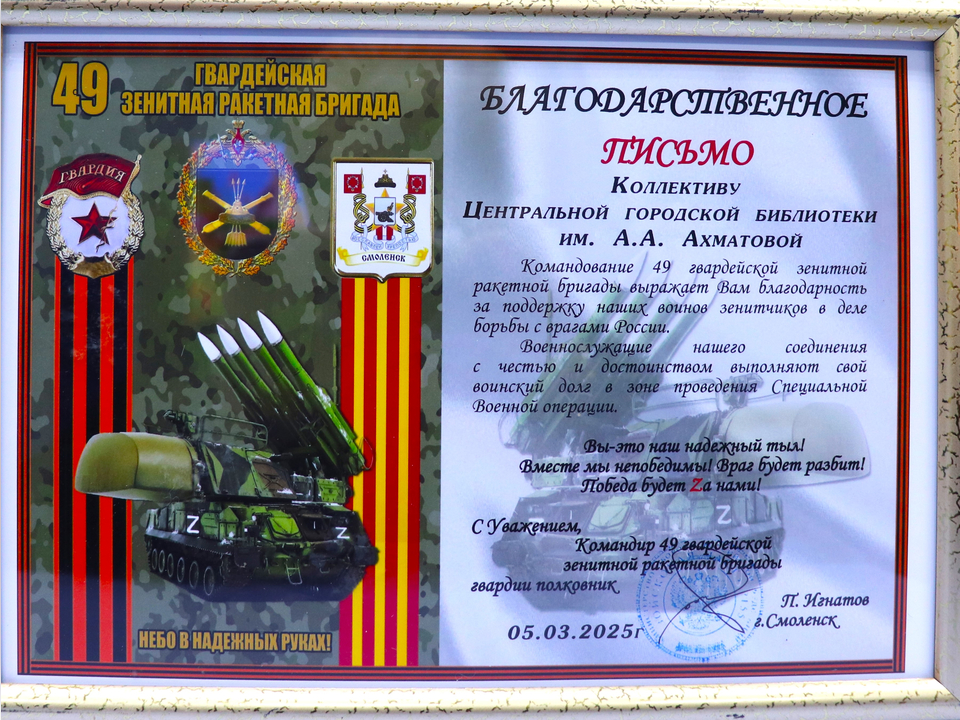 49
ГВАРДЕЙСКАЯ
ЗЕНИТНАЯ РАКЕТНАЯ БРИГАДА
ГВАРДИЯ
СМОЛЕНСК
Z
Z
НЕБО В НАДЕЖНЫХ РУКАХ!
БЛАГОДАРСТВЕННОЕ
ПИСЬМО
Коллективу
Центральной городской библиотеки
им. А.А. Ахматовой
Командование 49 гвардейской зенитной
ракетной бригады выражает Вам благодарность
за поддержку наших воинов зенитчиков в деле
борьбы с врагами России.
Военнослужащие нашего соединения
с честью и достоинством выполняют свой
воинский долг в зоне проведения Специальной
Военной операции.
Вы-это наш надежный тыл!
Вместе мы непобедимы! Враг будет разбит!
Победа будет Zа нами!
С Уважением,
Командир 49 гвардейской
зенитной ракетной бригады
гвардии полковник
П. Игнатов
г.Смоленск
05.03.2025г